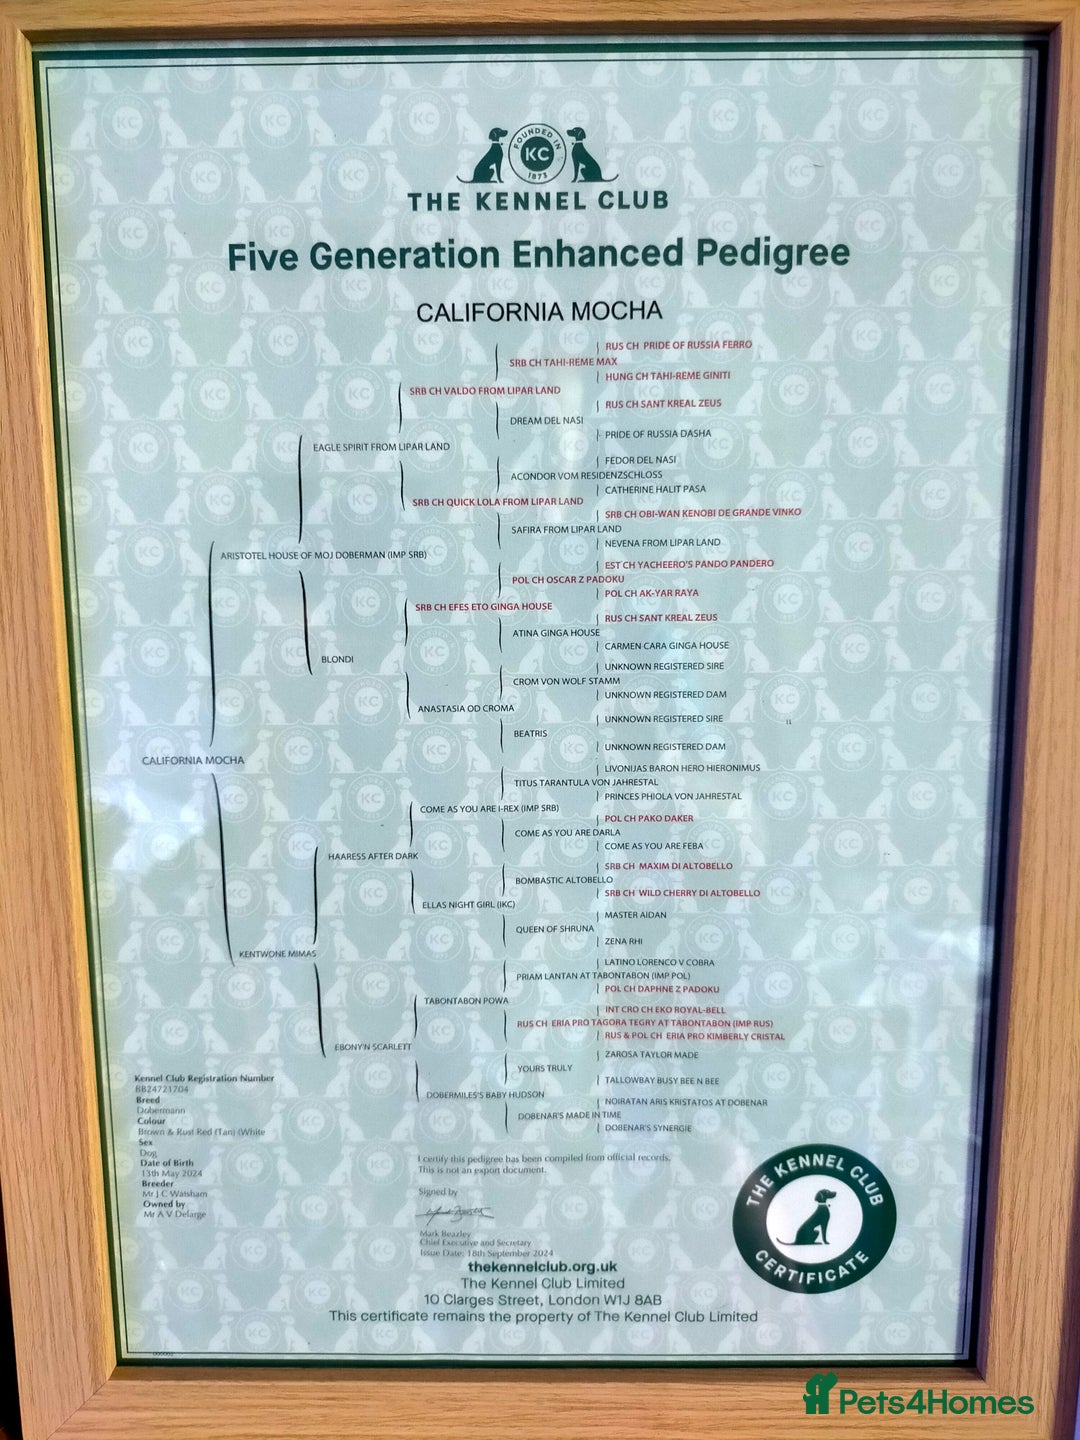 FOUNDED IN
KC
1873
THE KENNEL CLUB
Five Generation Enhanced Pedigree
CALIFORNIA MOCHA
RUS CH PRIDE OF RUSSIA FERRO
SRB CH TAHI-REME MAX
HUNG CH TAHI-REME GINITI
SRB CH VALDO FROM LIPAR LAND
RUS CH SANT KREAL ZEUS
DREAM DEL NASI
PRIDE OF RUSSIA DASHA
EAGLE SPIRIT FROM LIPAR LAND
FEDOR DEL NASI
ACONDOR VOM RESIDENZSCHLOSS
CATHERINE HALIT PASA
SRB CH QUICK LOLA FROM LIPAR LAND
SRB CH OBI-WAN KENOBI DE GRANDE VINKO
SAFIRA FROM LIPAR LAND
NEVENA FROM LIPAR LAND
ARISTOTEL HOUSE OF MOJ DOBERMAN (IMP SRB)
EST CH YACHEERO'S PANDO PANDERO
POL CH OSCAR Z PADOKU
POL CH AK-YAR RAYA
SRB CH EFES ETO GINGA HOUSE
RUS CH SANT KREAL ZEUS
ATINA GINGA HOUSE
CARMEN CARA GINGA HOUSE
BLONDI
UNKNOWN REGISTERED SIRE
CROM VON WOLF STAMM
UNKNOWN REGISTERED DAM
ANASTASIA OD CROMA
UNKNOWN REGISTERED SIRE
BEATRIS
UNKNOWN REGISTERED DAM
CALIFORNIA MOCHA
LIVONIJAS BARON HERO HIERONIMUS
TITUS TARANTULA VON JAHRESTAL
PRINCES PHIOLA VON JAHRESTAL
COME AS YOU ARE I-REX (IMP SRB)
POL CH PAKO DAKER
COME AS YOU ARE DARLA
COME AS YOU ARE FEBA
HAARESS AFTER DARK
SRB CH MAXIM DI ALTOBELLO
BOMBASTIC ALTOBELLO
SRB CH WILD CHERRY DI ALTOBELLO
ELLAS NIGHT GIRL (IKC)
MASTER AIDAN
QUEEN OF SHRUNA
ZENA RHI
KENTWONE MIMAS
LATINO LORENCO V COBRA
PRIAM LANTAN AT TABONTABON (IMP POL)
POL CH DAPHNE Z PADOKU
TABONTABON POWA
INT CRO CH EKO ROYAL-BELL
RUS CH ERIA PRO TAGORA TEGRY AT TABONTABON (IMP RUS)
RUS & POL CH ERIA PRO KIMBERLY CRISTAL
EBONY'N SCARLETT
ZAROSA TAYLOR MADE
YOURS TRULY
TALLOWBAY BUSY BEE N BEE
DOBERMILES'S BABY HUDSON
NOIRATAN ARIS KRISTATOS AT DOBENAR
DOBENAR'S MADE IN TIME
DOBENAR'S SYNERGIE
Kennel Club Registration Number
BB24721704
Breed
Dobermann
Colour
Brown & Rust Red (Tan) (White
Sex
Dog
Date of Birth
13th May 2024
Breeder
Mr J C Walsham
Owned by
Mr A V Delarge
I certify this pedigree has been compiled from official records.
This is not an export document.
Signed by
Mark Beazley
Chief Executive and Secretary
Issue Date: 18th September 2024
thekennelclub.org.uk
The Kennel Club Limited
10 Clarges Street, London W1J 8AB
This certificate remains the property of The Kennel Club Limited
THE KENNEL CLUB
CERTIFICATE
Pets4Homes